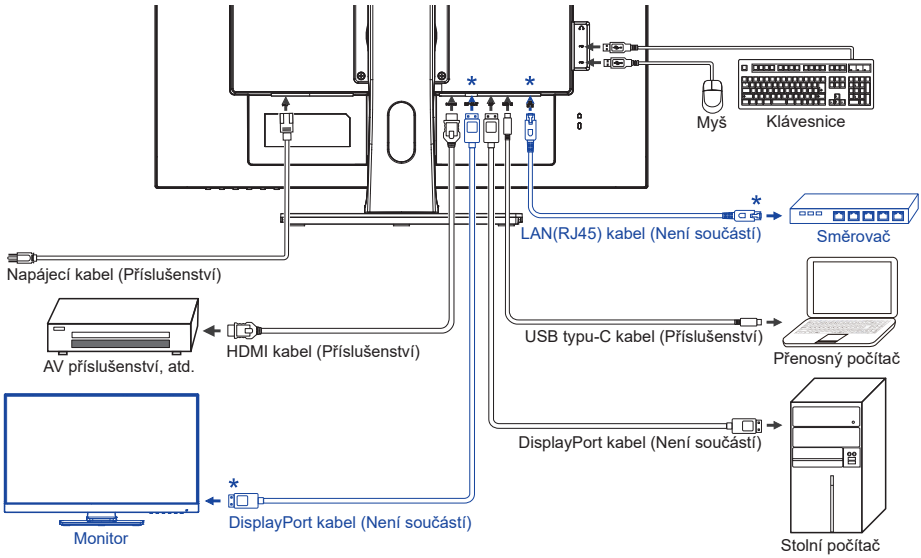 *
*
Myš
Klávesnice
*
LAN(RJ45) kabel (Není součástí)
Směrovač
Napájecí kabel (Příslušenství)
USB typu-C kabel (Příslušenství)
HDMI kabel (Příslušenství)
AV příslušenství, atd.
Přenosný počítač
DisplayPort kabel (Není součástí)
*
DisplayPort kabel (Není součástí)
Monitor
Stolní počítač